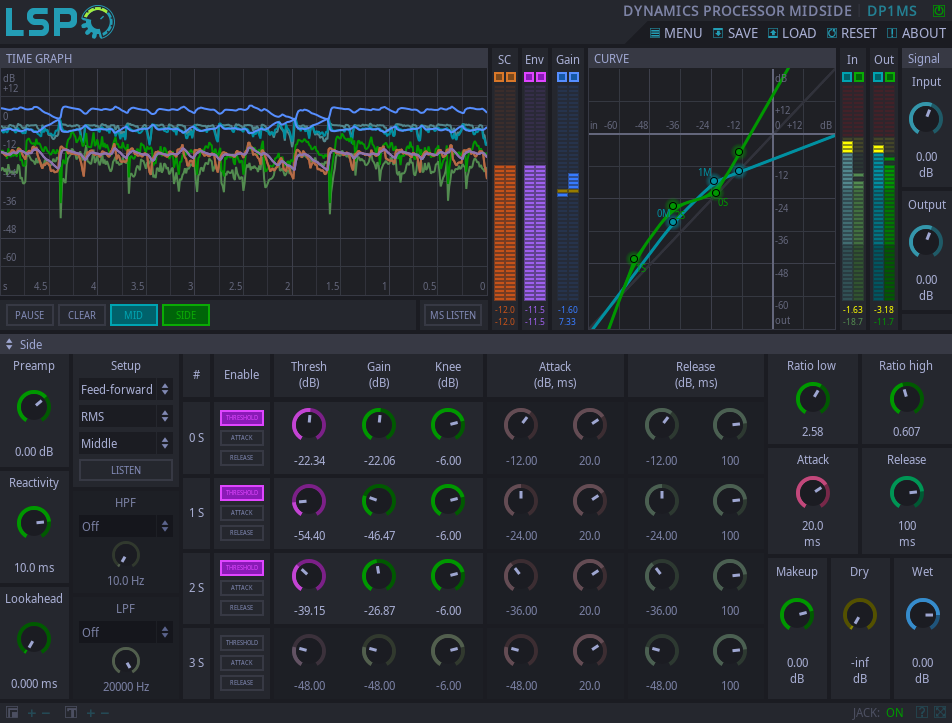 LSP
DYNAMICS PROCESSOR MIDSIDE DP1MS
MENU SAVE LOAD RESET ABOUT
TIME GRAPH
dB
+12
0
-12
-36
-48
-60
s 4.5 4 3.5 3 2.5 2 1.5 1 0.5 0
PAUSE CLEAR MID SIDE MS LISTEN
SC Env Gain
-12.0 -11.5 -1.60
-12.0 -11.5 7.33
CURVE
dB
+12
in -60 -48 -36 -24 -12 0 +12 dB
-12
-24
-36
-48
-60
out
1M
0M
0S
In Out
-1.63 -3.18
-18.7 -11.7
Signal
Input
0.00
dB
Output
0.00
dB
Side
Preamp
0.00 dB
Reactivity
10.0 ms
Lookahead
0.000 ms
Setup
Feed-forward
RMS
Middle
LISTEN
HPF
Off
10.0 Hz
LPF
Off
20000 Hz
# Enable Thresh (dB) Gain (dB) Knee (dB) Attack (dB, ms) Release (dB, ms)
0 S THRESHOLD ATTACK RELEASE
-22.34 -22.06 -6.00 -12.00 20.0 -12.00 100
1 S THRESHOLD ATTACK RELEASE
-54.40 -46.47 -6.00 -24.00 20.0 -24.00 100
2 S THRESHOLD ATTACK RELEASE
-39.15 -26.87 -6.00 -36.00 20.0 -36.00 100
3 S THRESHOLD ATTACK RELEASE
-48.00 -48.00 -6.00 -48.00 20.0 -48.00 100
Ratio low Ratio high
2.58 0.607
Attack Release
20.0 100
ms ms
Makeup Dry Wet
0.00 -inf 0.00
dB dB dB
JACK: ON